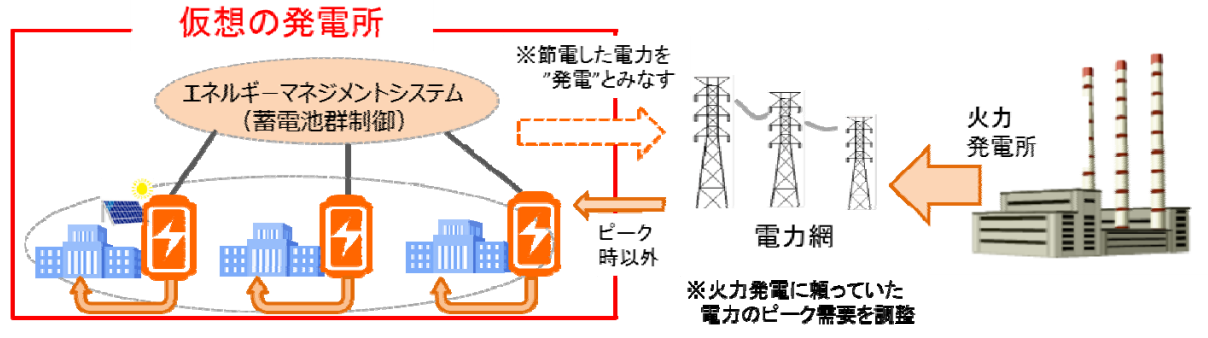 仮想の発電所
エネルギーマネジメントシステム
（蓄電池群制御）
※節電した電力を
”発電”とみなす
ピーク
時以外
電力網
※火力発電に頼っていた
電力のピーク需要を調整
火力
発電所